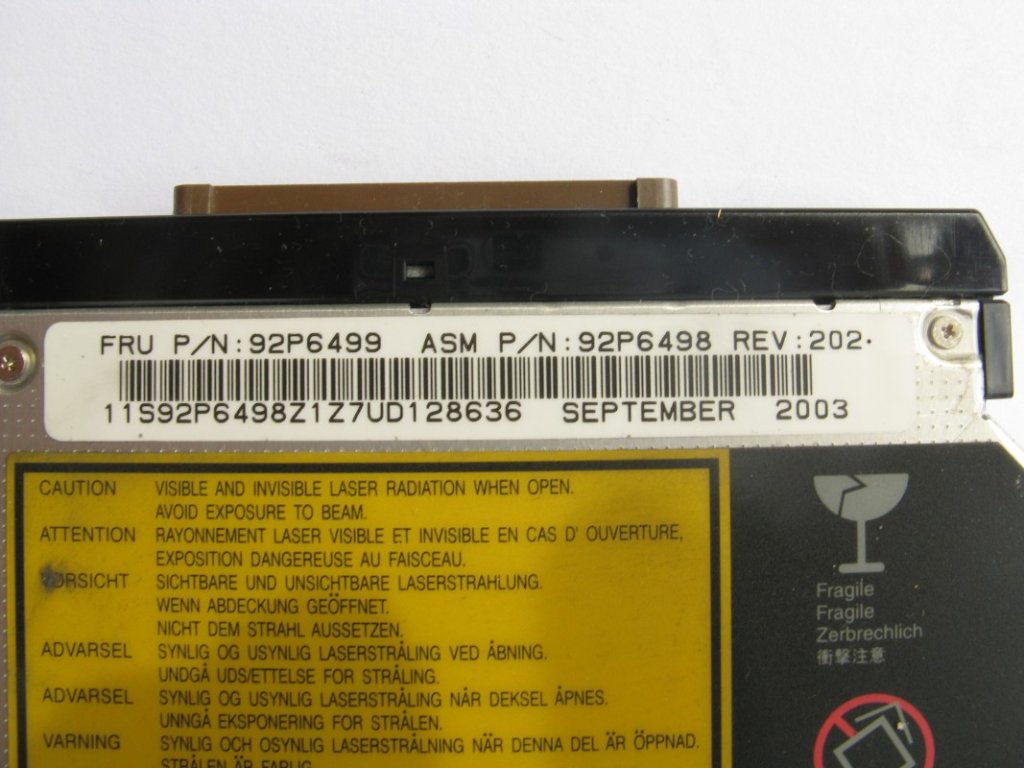 FRU P/N:92P6499 ASM P/N:92P6498 REV:202.
11S92P6498Z1Z7UD128636 SEPTEMBER 2003
CAUTION VISIBLE AND INVISIBLE LASER RADIATION WHEN OPEN.
AVOID EXPOSURE TO BEAM.
ATTENTION RAYONNEMENT LASER VISIBLE ET INVISIBLE EN CAS D' OUVERTURE,
EXPOSITION DANGEREUSE AU FAISCEAU.
VORSICHT SICHTBARE UND UNSICHTBARE LASERSTRAHLUNG.
WENN ABDECKUNG GEÖFFNET.
NICHT DEM STRAHL AUSSETZEN.
ADVARSEL SYNLIG OG USYNLIG LASERSTRÅLING VED ÅBNING.
UNDGÅ UDS/ETTELSE FOR STRÅLING.
ADVARSEL SYNLIG OG USYNLIG LASERSTRÅLING NÅR DEKSEL ÅPNES.
UNNGÅ EKSPONERING FOR STRÅLEN.
VARNING SYNLIG OCH OSYNLIG LASERSTRÅLNING NÄR DENNA DEL ÄR ÖPPNAD.
STRÅLEN ÄR FARLIG.
Fragile
Fragile
Zerbrechlich
衝撃注意